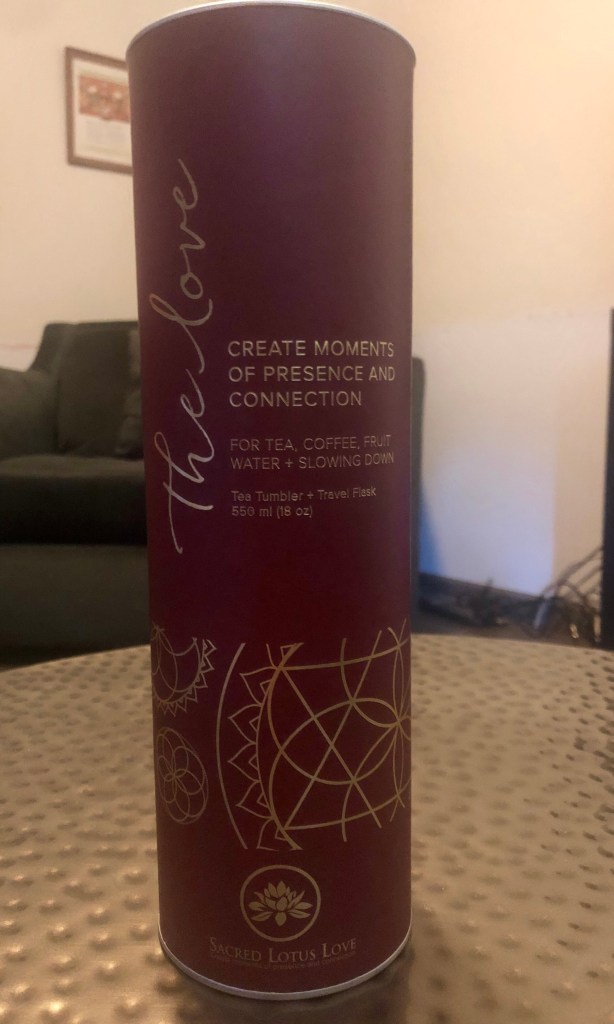 the love
CREATE MOMENTS
OF PRESENCE AND
CONNECTION
FOR TEA, COFFEE, FRUIT
WATER + SLOWING DOWN
Tea Tumbler + Travel Flask
550 ml (18 oz)
SACRED LOTUS LOVE